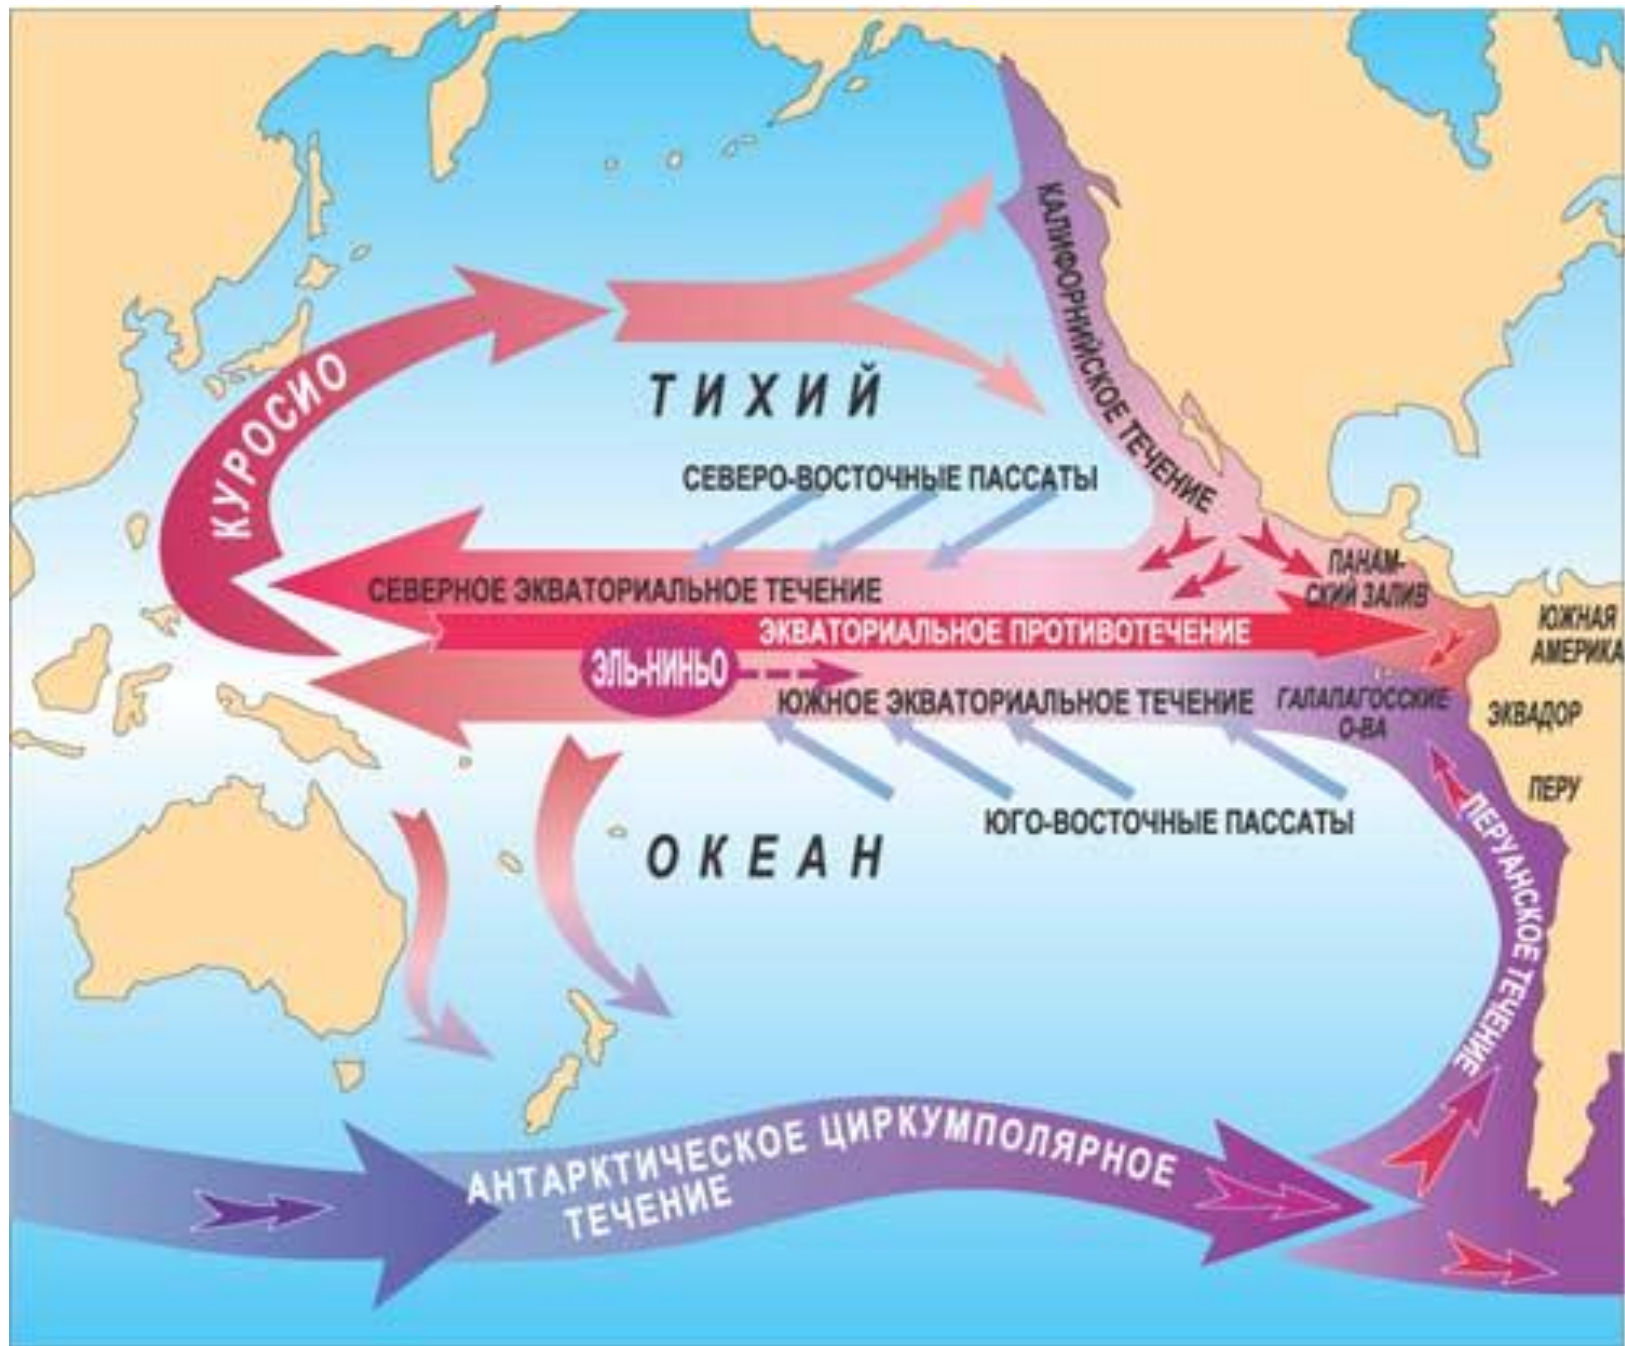 КАЛИФОРНИЙСКОЕ ТЕЧЕНИЕ
КУРОСИО
ТИХИЙ
СЕВЕРО-ВОСТОЧНЫЕ ПАССАТЫ
СЕВЕРНОЕ ЭКВАТОРИАЛЬНОЕ ТЕЧЕНИЕ
ПАНАМ-
СКИЙ ЗАЛИВ
ЭКВАТОРИАЛЬНОЕ ПРОТИВОТЕЧЕНИЕ
ЮЖНАЯ
АМЕРИКА
ЭЛЬ-НИНЬО
ЮЖНОЕ ЭКВАТОРИАЛЬНОЕ ТЕЧЕНИЕ
ГАЛАПАГОССКИЕ
О-ВА
ЭКВАДОР
ПЕРУ
ЮГО-ВОСТОЧНЫЕ ПАССАТЫ
ОКЕАН
ПЕРУАНСКОЕ ТЕЧЕНИЕ
АНТАРКТИЧЕСКОЕ ЦИРКУМПОЛЯРНОЕ
ТЕЧЕНИЕ